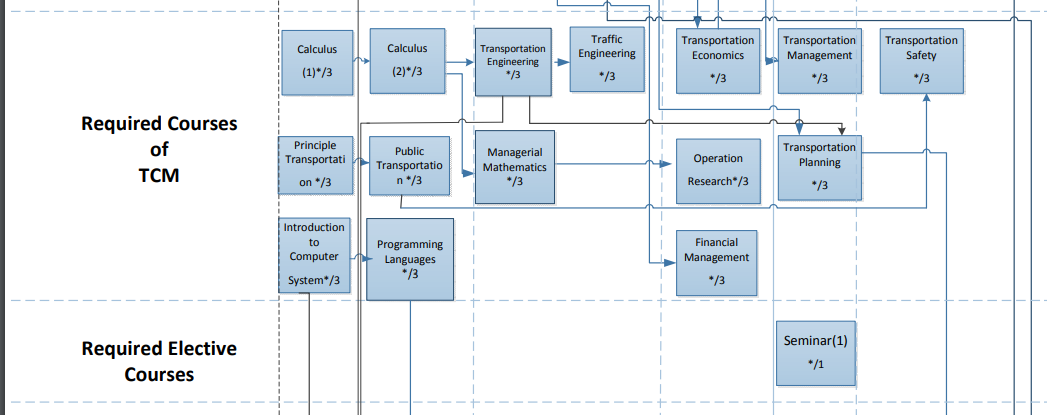 Required Courses
of
TCM
Calculus
(1)*/3
Calculus
(2)*/3
Transportation
Engineering
*/3
Traffic
Engineering
*/3
Transportation
Economics
*/3
Transportation
Management
*/3
Transportation
Safety
*/3
Principle
Transportati
on */3
Public
Transportatio
n */3
Managerial
Mathematics
*/3
Operation
Research*/3
Transportation
Planning
*/3
Introduction
to
Computer
System*/3
Programming
Languages
*/3
Financial
Management
*/3
Required Elective
Courses
Seminar(1)
*/1